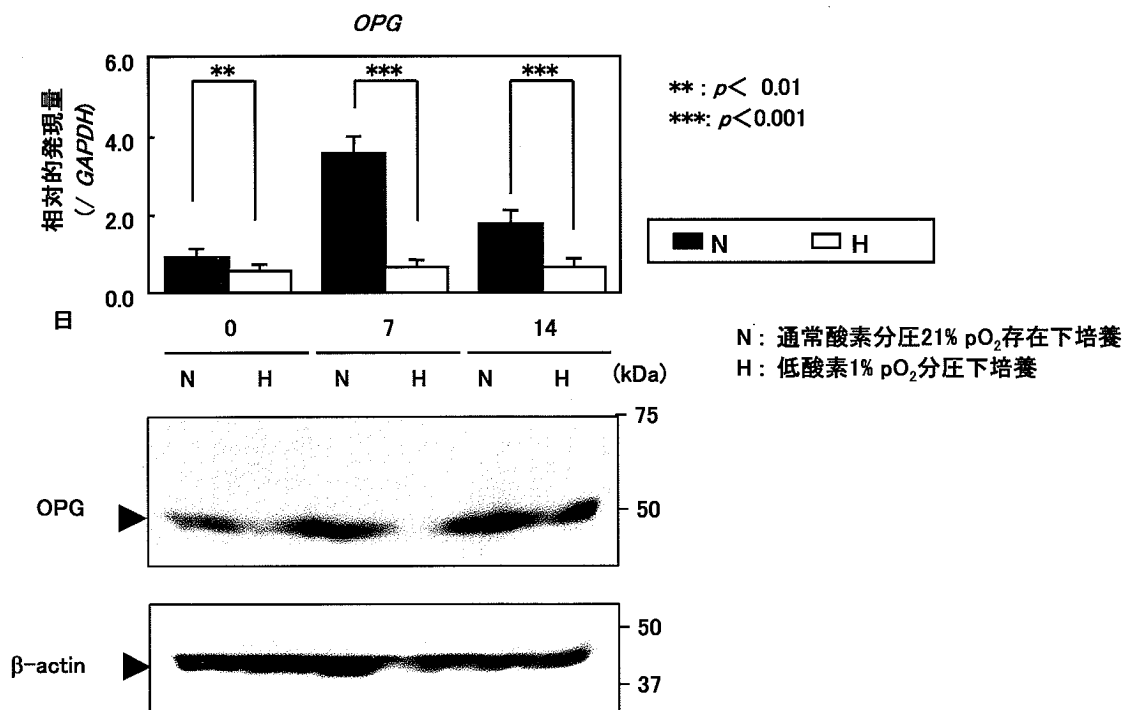 OPG
相対的発現量
(/ GAPDH)
6.0
4.0
2.0
0.0
** *** ***
** : p< 0.01
***: p<0.001
N H
日 0 7 14
N H N H N H (kDa)
N : 通常酸素分圧21% pO₂存在下培養
H : 低酸素1% pO₂分圧下培養
75
OPG
50
50
β-actin
37